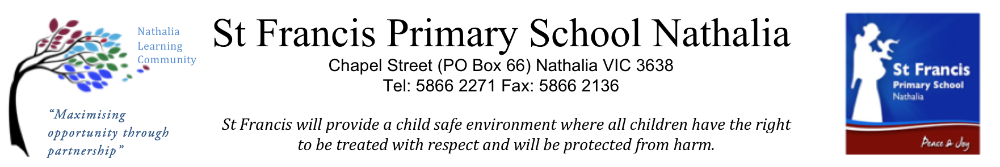 Nathalia
Learning
Community
“Maximising
opportunity through
partnership”
St Francis Primary School Nathalia
Chapel Street (PO Box 66) Nathalia VIC 3638
Tel: 5866 2271 Fax: 5866 2136
St Francis will provide a child safe environment where all children have the right
to be treated with respect and will be protected from harm.
St Francis
Primary School
Nathalia
Peace & Joy